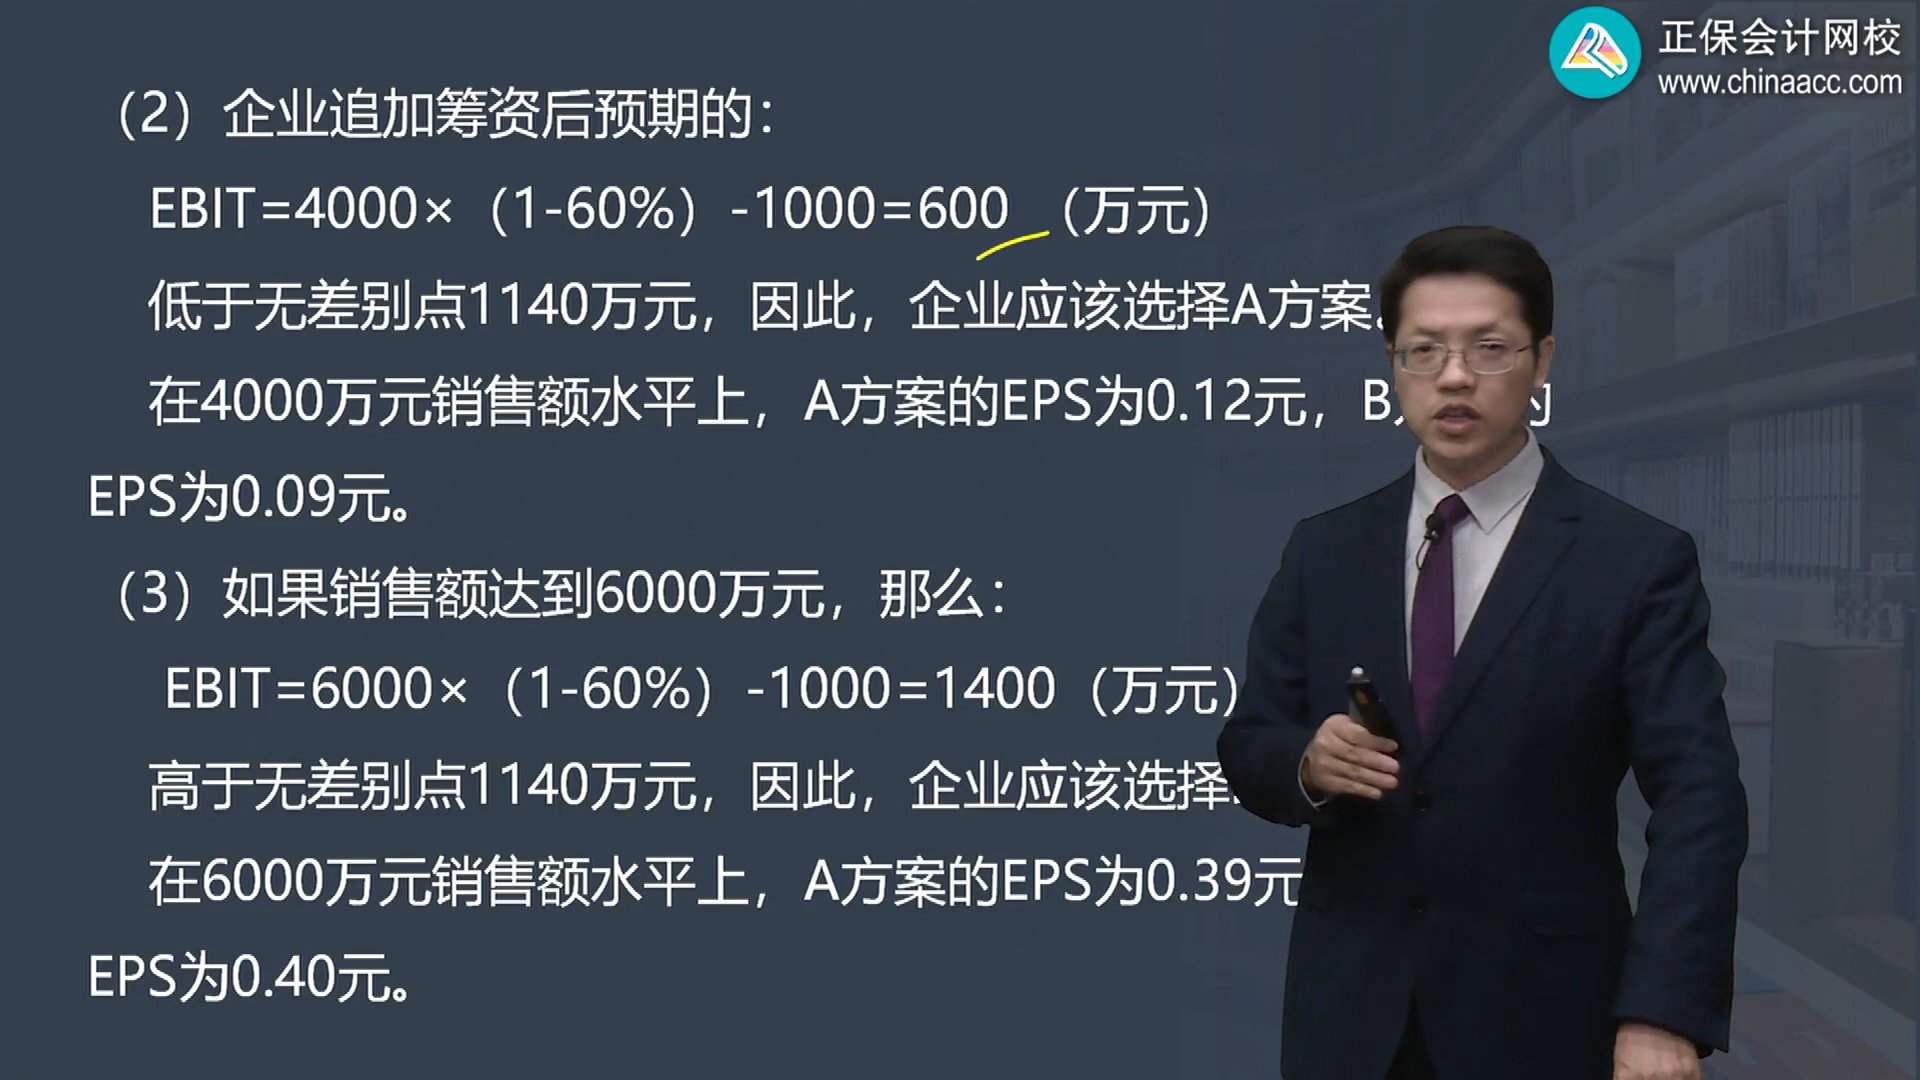 正保会计网校
www.chinaacc.com
（2）企业追加筹资后预期的：
EBIT=4000×（1-60%）-1000=600 （万元）
低于无差别点1140万元，因此，企业应该选择A方案。
在4000万元销售额水平上，A方案的EPS为0.12元，B
EPS为0.09元。
（3）如果销售额达到6000万元，那么：
EBIT=6000×（1-60%）-1000=1400（万元）
高于无差别点1140万元，因此，企业应该选择
在6000万元销售额水平上，A方案的EPS为0.39元
EPS为0.40元。